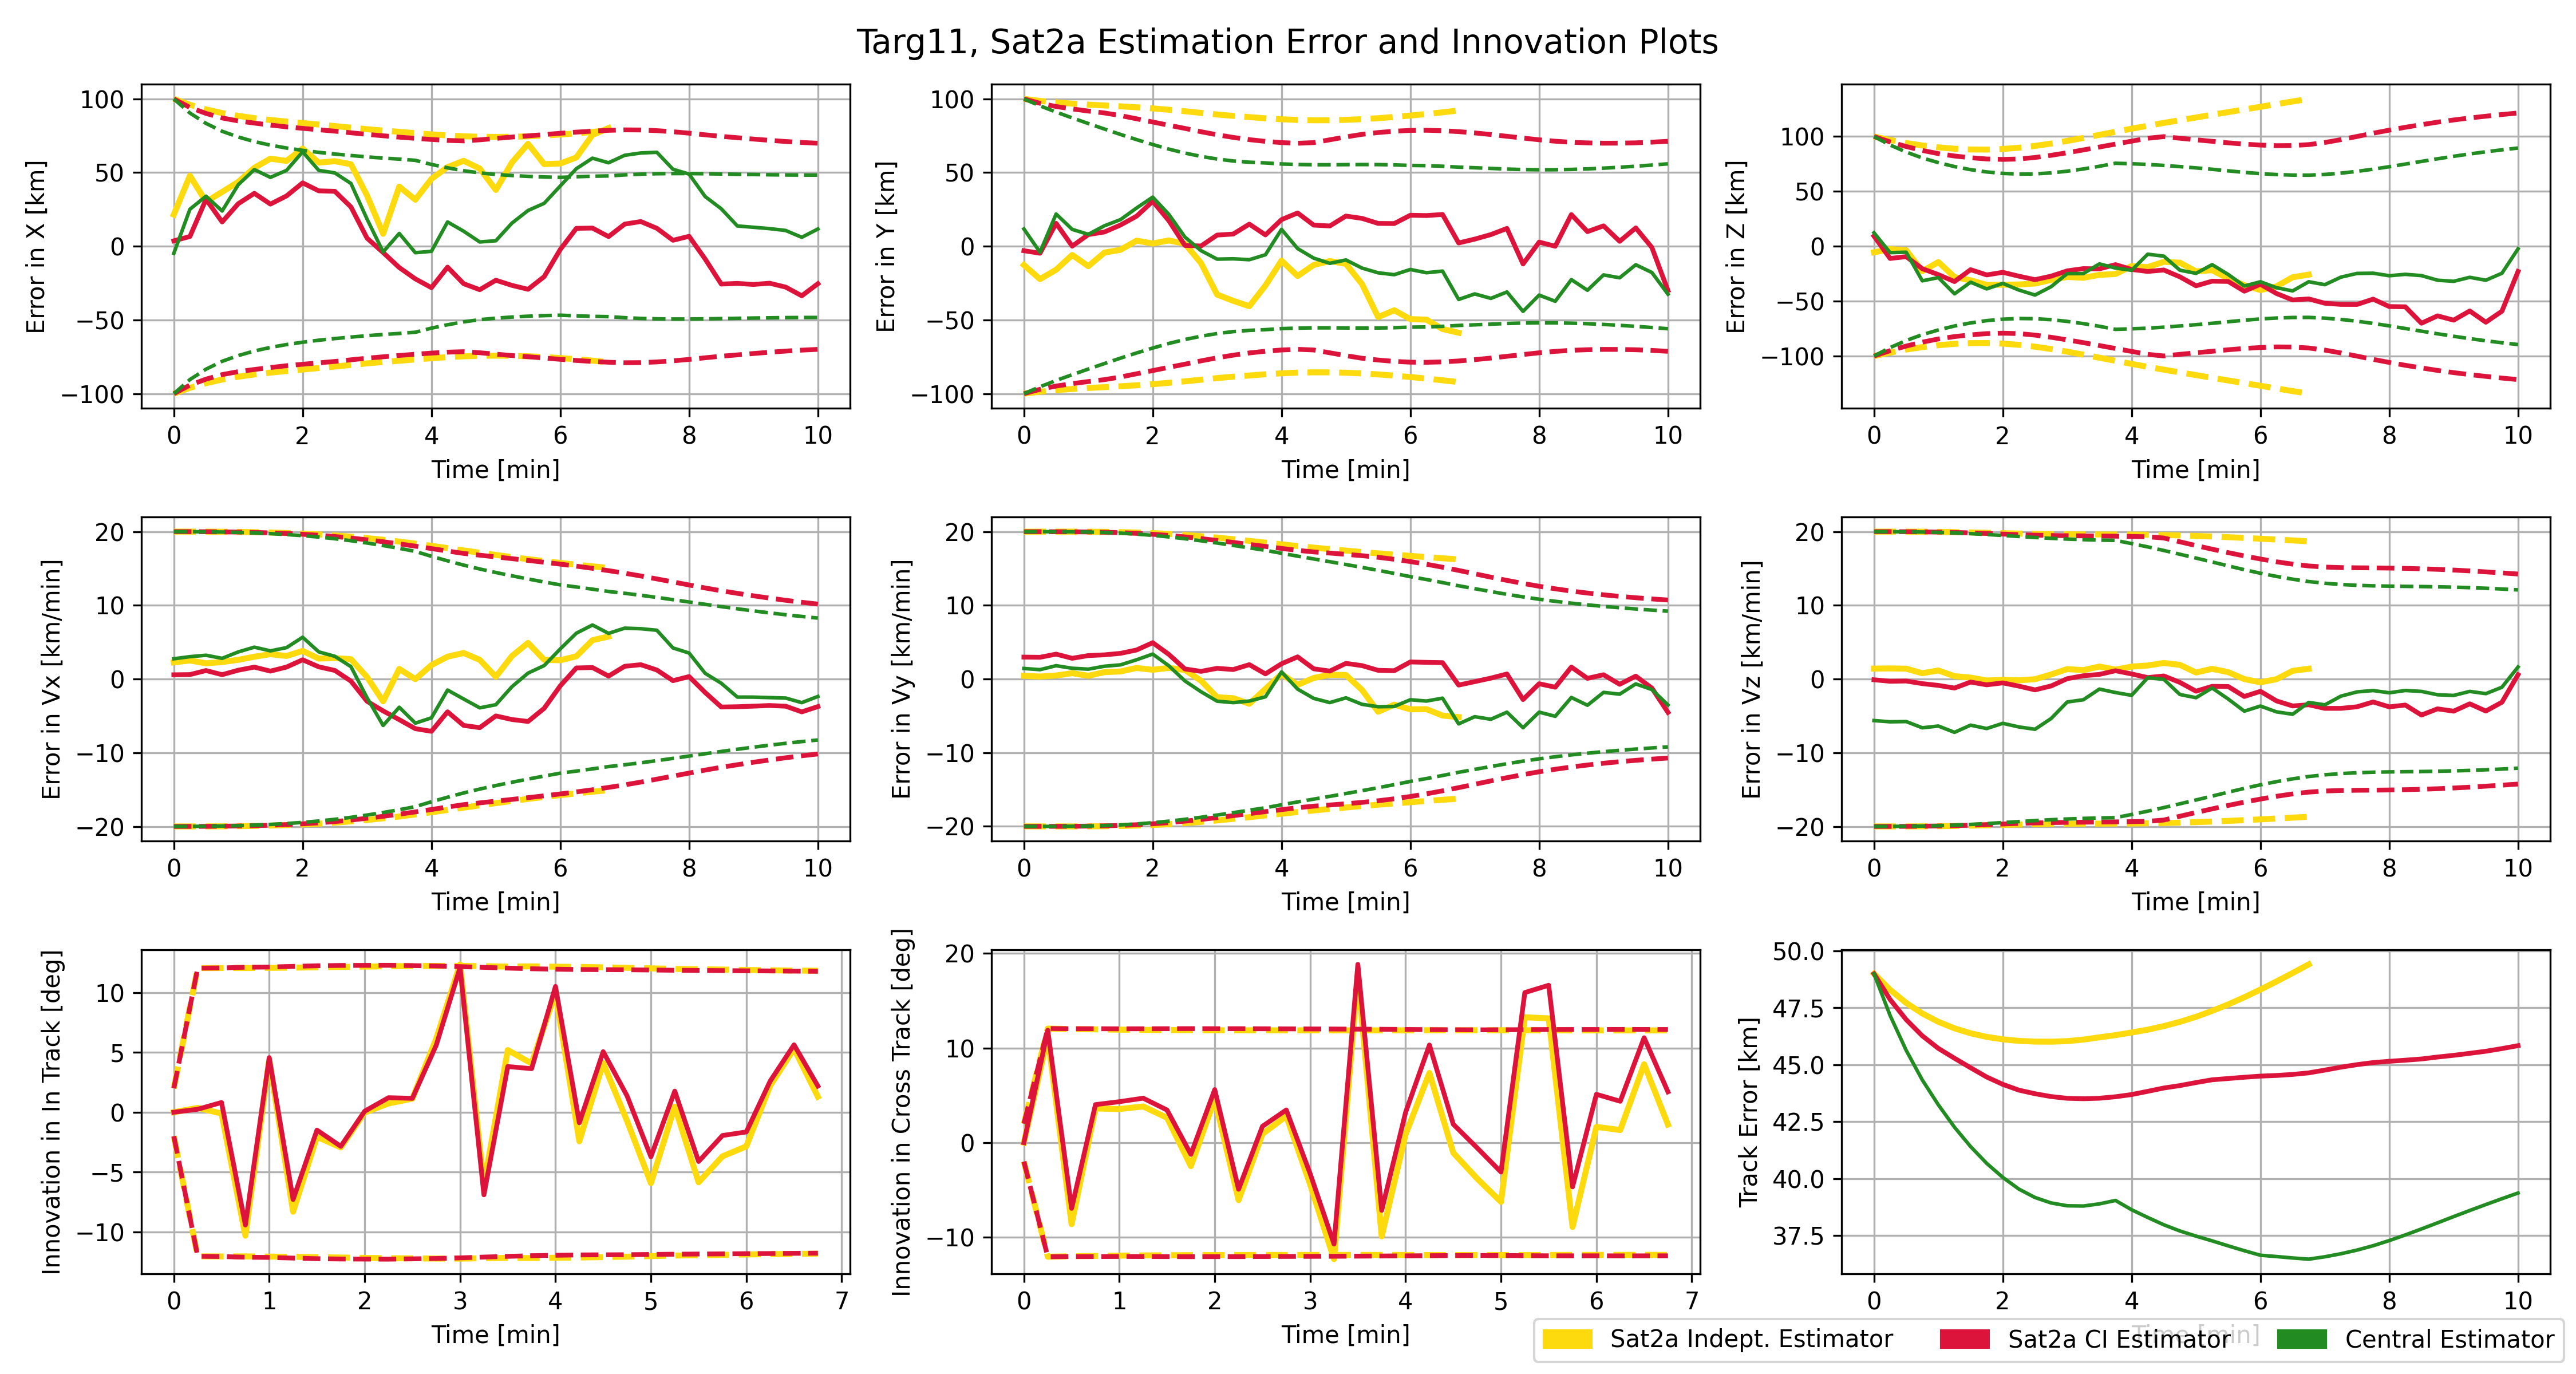 Targ11, Sat2a Estimation Error and Innovation Plots
Error in X [km]
100
50
0
−50
−100
0 2 4 6 8 10
Time [min]
Error in Y [km]
100
50
0
−50
−100
0 2 4 6 8 10
Time [min]
Error in Z [km]
100
50
0
−50
−100
0 2 4 6 8 10
Time [min]
Error in Vx [km/min]
20
10
0
−10
−20
0 2 4 6 8 10
Time [min]
Error in Vy [km/min]
20
10
0
−10
−20
0 2 4 6 8 10
Time [min]
Error in Vz [km/min]
20
10
0
−10
−20
0 2 4 6 8 10
Time [min]
Innovation in In Track [deg]
10
5
0
−5
−10
0 1 2 3 4 5 6 7
Time [min]
Innovation in Cross Track [deg]
20
10
0
−10
0 1 2 3 4 5 6 7
Time [min]
Track Error [km]
50.0
47.5
45.0
42.5
40.0
37.5
0 2 4 6 8 10
Time [min]
Sat2a Indept. Estimator
Sat2a CI Estimator
Central Estimator